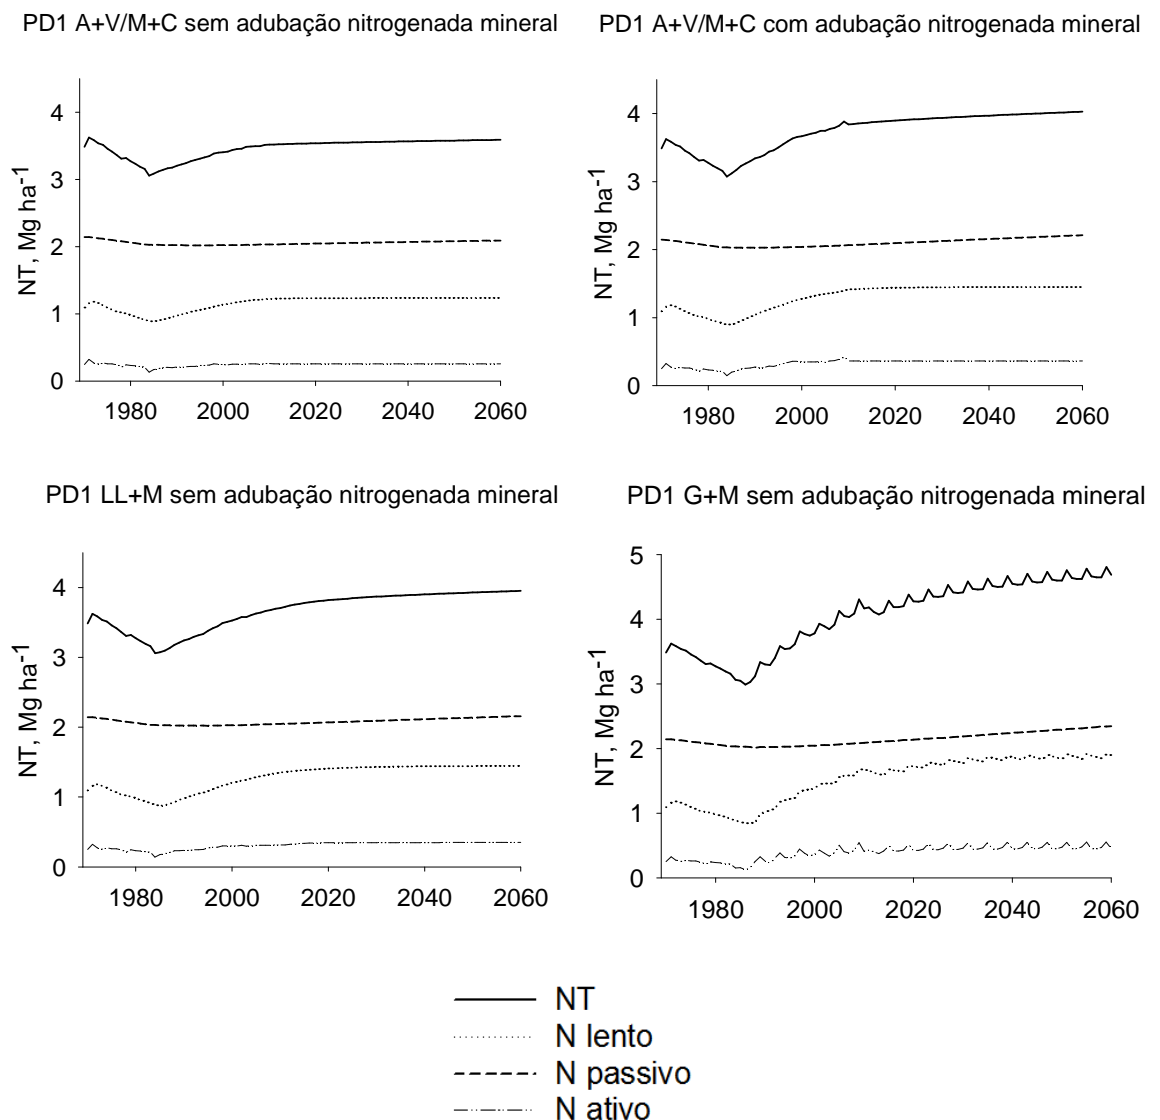 PD1 A+V/M+C sem adubação nitrogenada mineral
NT, Mg ha-1
4
3
2
1
0
1980 2000 2020 2040 2060
PD1 A+V/M+C com adubação nitrogenada mineral
NT, Mg ha-1
4
3
2
1
0
1980 2000 2020 2040 2060
PD1 LL+M sem adubação nitrogenada mineral
NT, Mg ha-1
4
3
2
1
0
1980 2000 2020 2040 2060
PD1 G+M sem adubação nitrogenada mineral
NT, Mg ha-1
5
4
3
2
1
0
1980 2000 2020 2040 2060
NT
N lento
N passivo
N ativo